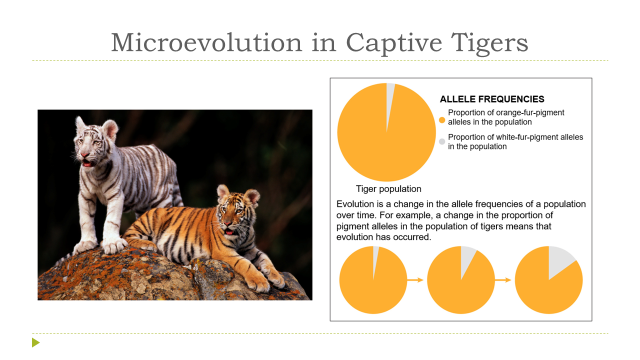 Microevolution in Captive Tigers
ALLELE FREQUENCIES
Proportion of orange-fur-pigment
alleles in the population
Proportion of white-fur-pigment alleles
in the population
Tiger population
Evolution is a change in the allele frequencies of a population
over time. For example, a change in the proportion of
pigment alleles in the population of tigers means that
evolution has occurred.